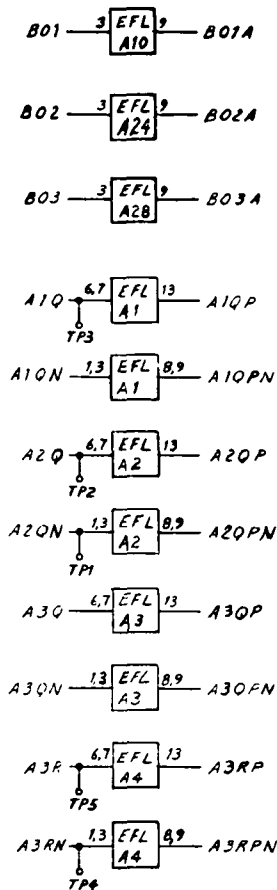 B01 3 EFL 9 B01A
A10
B02 3 EFL 9 B02A
A24
B03 3 EFL 9 B03A
A28
A1Q 6,7 EFL 13 A1QP
A1
TP3
A1QN 1,3 EFL 8,9 A1QPN
A1
A2Q 6,7 EFL 13 A2QP
A2
TP2
A2QN 1,3 EFL 8,9 A2QPN
A2
TP1
A3Q 6,7 EFL 13 A3QP
A3
A3QN 1,3 EFL 8,9 A3QPN
A3
A3R 6,7 EFL 13 A3RP
A4
TP5
A3RN 1,3 EFL 8,9 A3RPN
A4
TP4